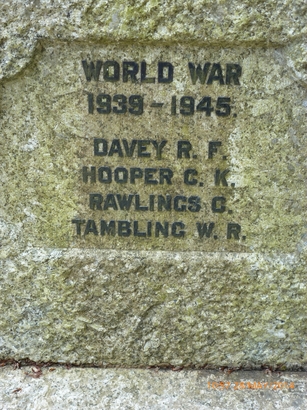 WORLD WAR
1939 - 1945.
DAVEY R. F.
HOOPER C. K.
RAWLINGS C.
TAMBLING W. R.